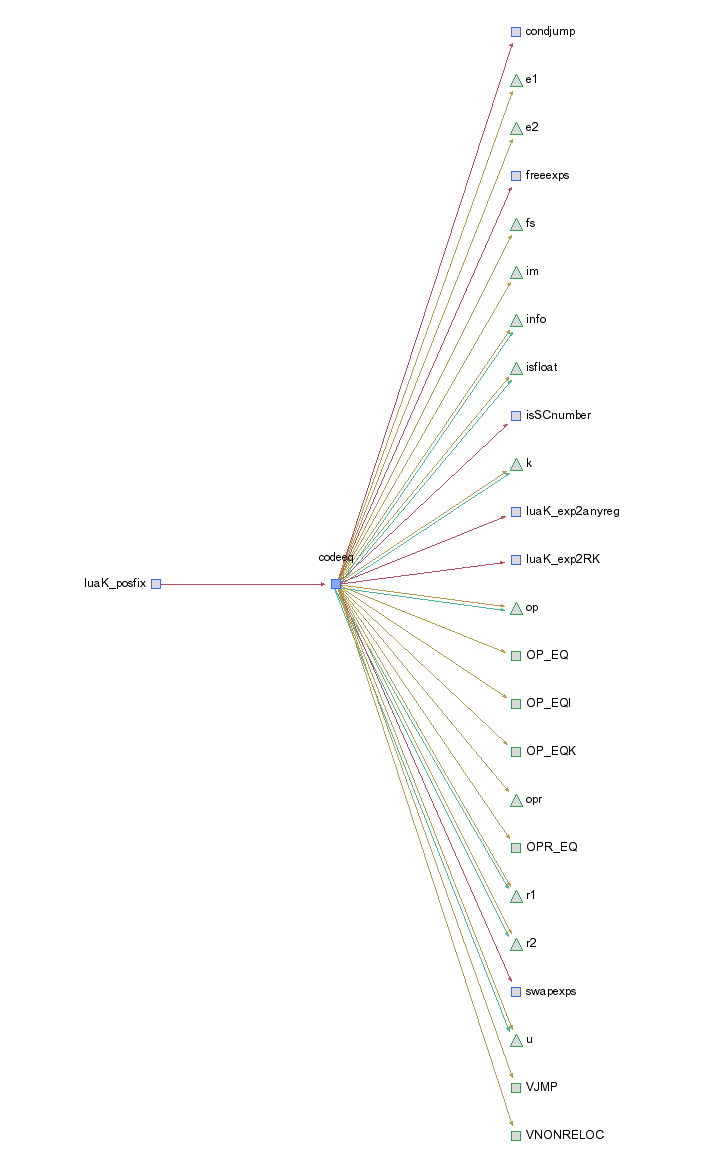 condjump
e1
e2
freeexps
fs
im
info
isfloat
isSCnumber
k
luaK_exp2anyreg
codeeq
luaK_exp2RK
luaK_posfix
op
OP_EQ
OP_EQI
OP_EQK
opr
OPR_EQ
r1
r2
swapexps
u
VJMP
VNONRELOC